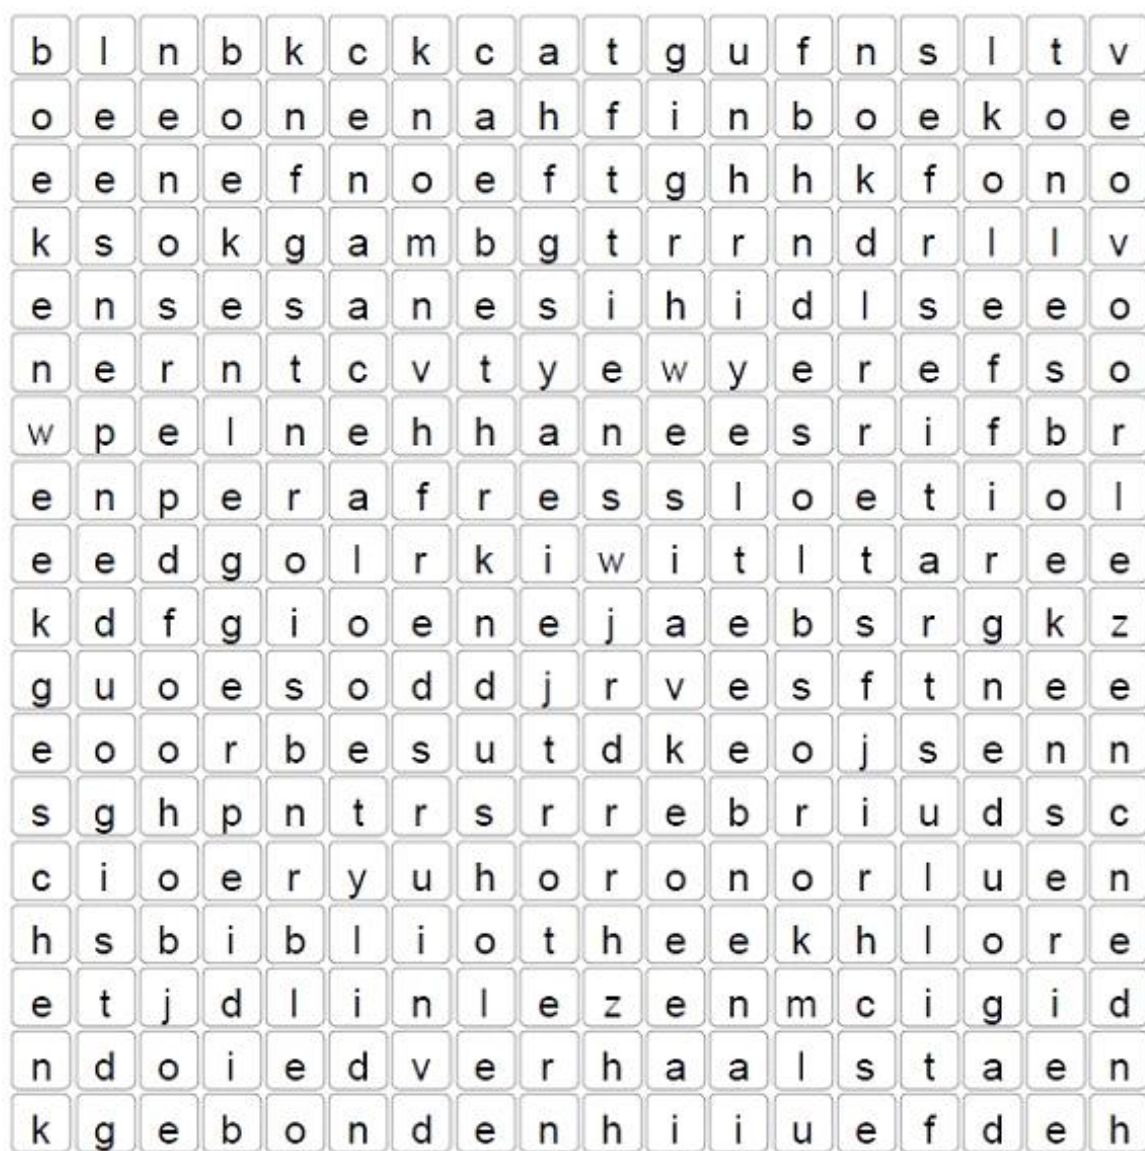 b l n b k c k c a t g u f n s l t v
o e e o n e n a h f i n b o e k o e
e e n e f n o e f t g h h k f o n o
k s o k g a m b g t r r n d r l l v
e n s e s a n e s i h i d l s e e o
n e r n t c v t y e w y e r e f s o
w p e l n e h h a n e e s r i f b r
e n p e r a f r e s s l o e t i o l
e e d g o l r k i w i t l t a r e e
k d f g i o e n e j a e b s r g k z
g u o e s o d d j r v e s f t n e e
e o o r b e s u t d k e o j s e n n
s g h p n t r s r r e b r i u d s c
c i o e r y u h o r o n o r l u e n
h s b i b l i o t h e e k h l o r e
e t j d l i n l e z e n m c i g i d
n d o i e d v e r h a a l s t a e n
k g e b o n d e n h i i u e f d e h